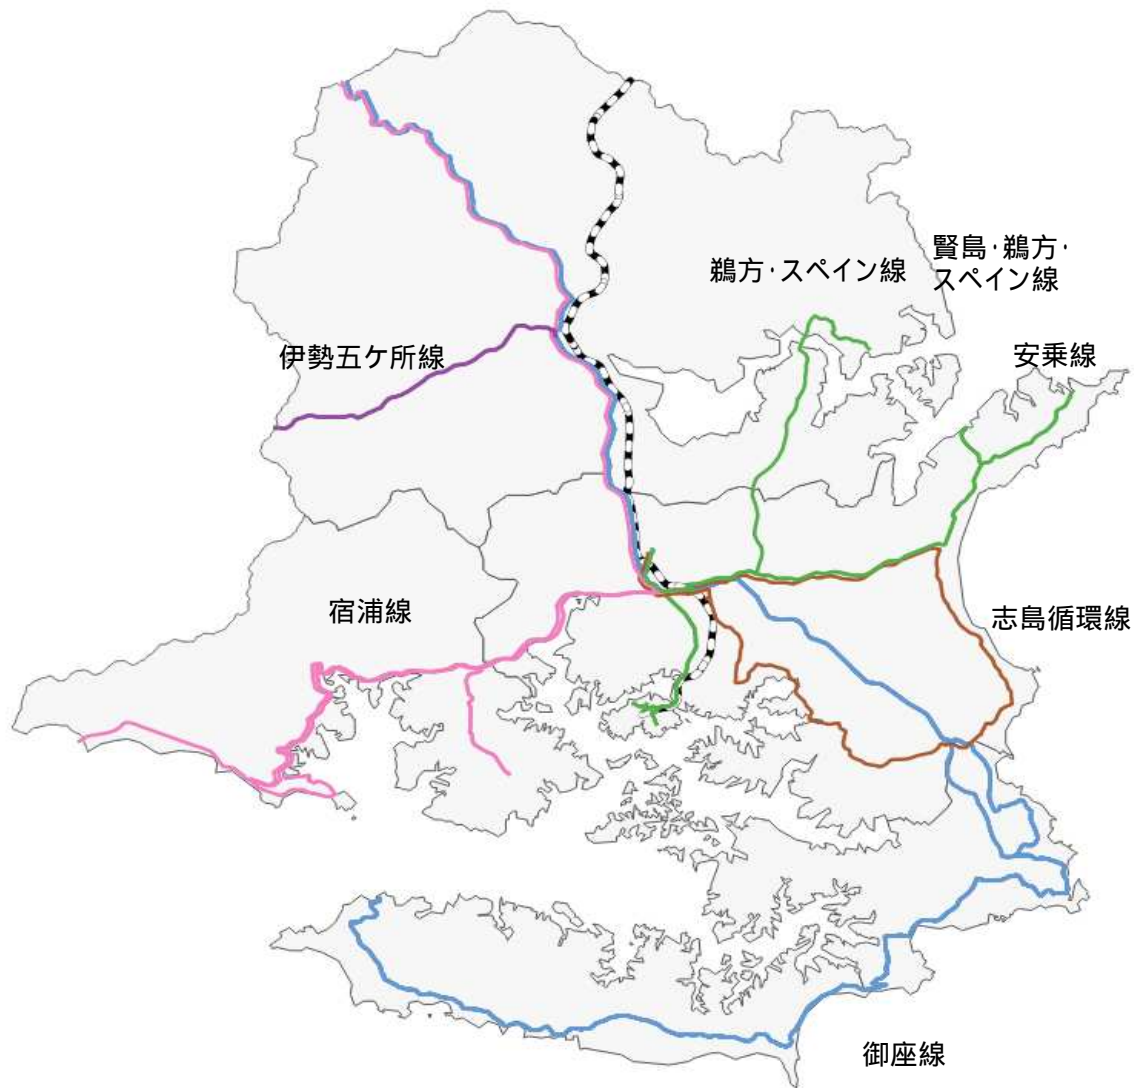 鵜方・スペイン線
賢島・鵜方・
スペイン線
伊勢五ケ所線
安乗線
宿浦線
志島循環線
御座線